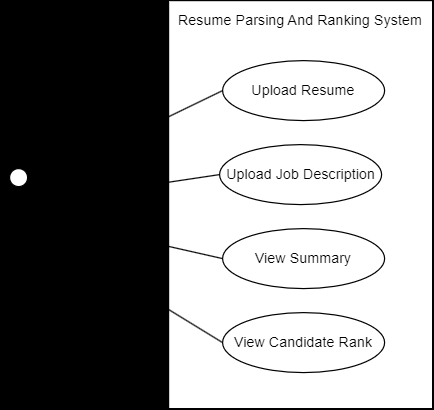 Resume Parsing And Ranking System
Upload Resume
Upload Job Description
View Summary
View Candidate Rank